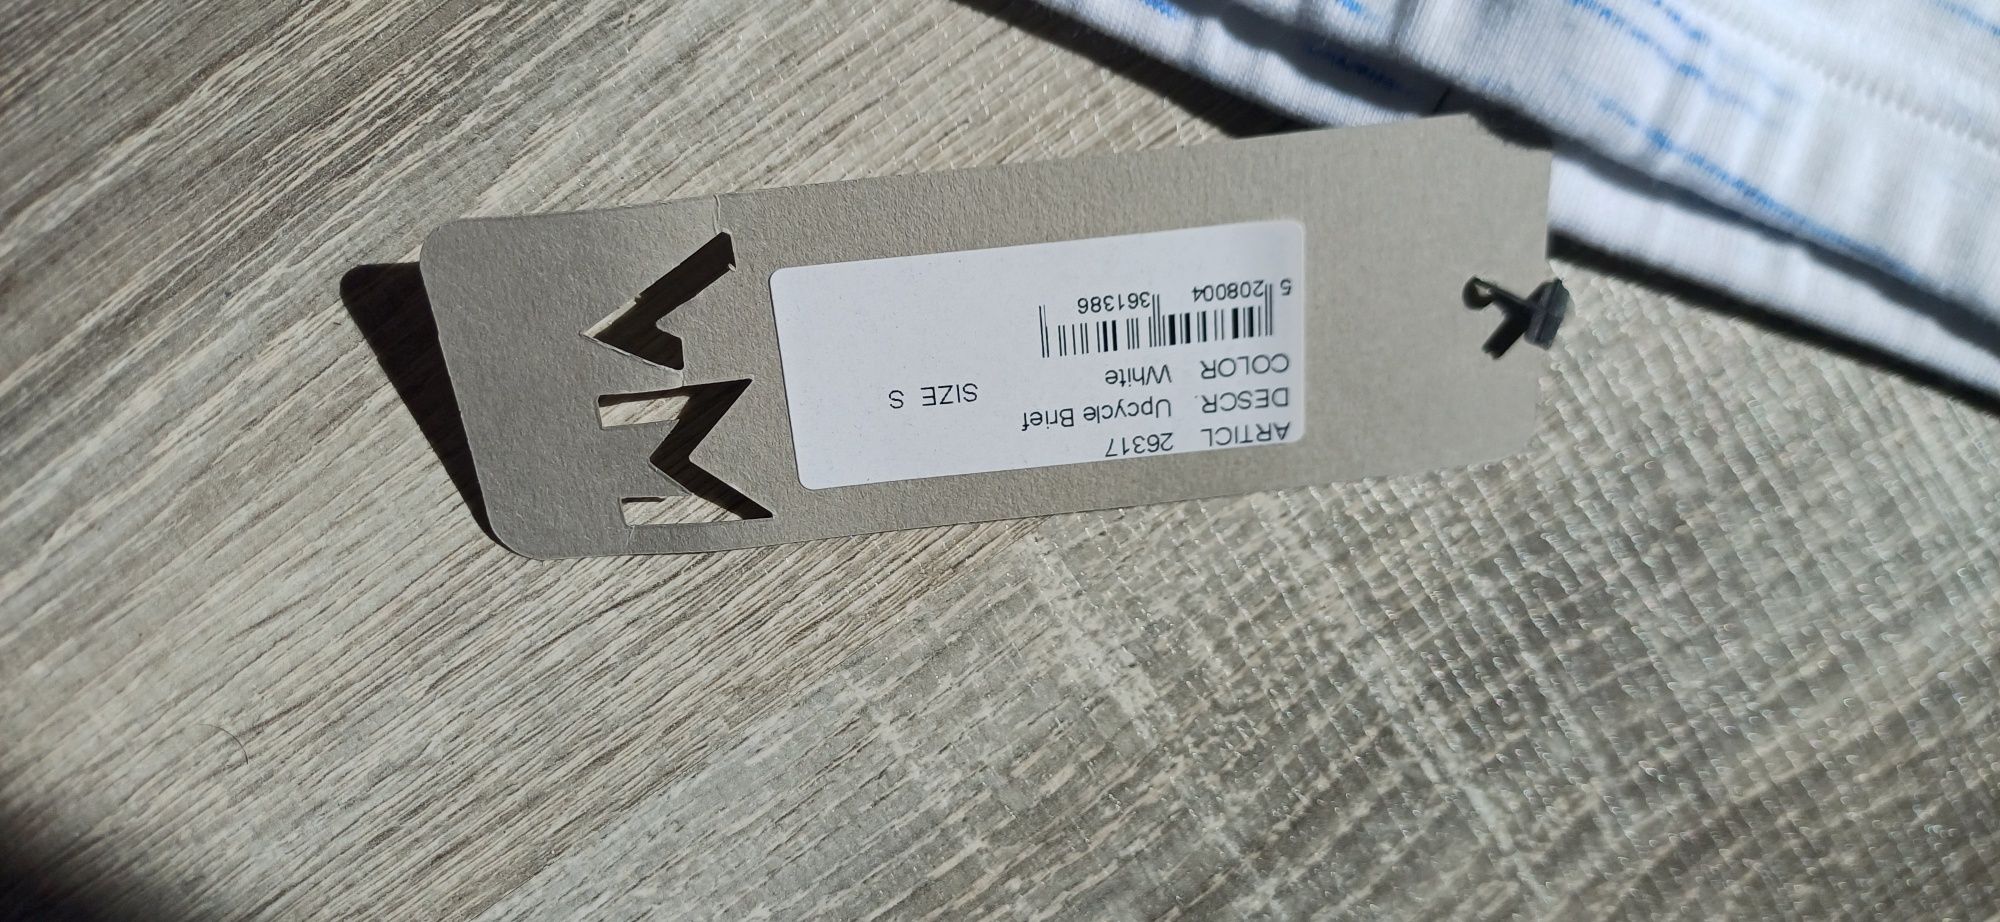 ARTICL 26317
DESCR. Upcycle Brief
COLOR White SIZE S
5 208004 361386